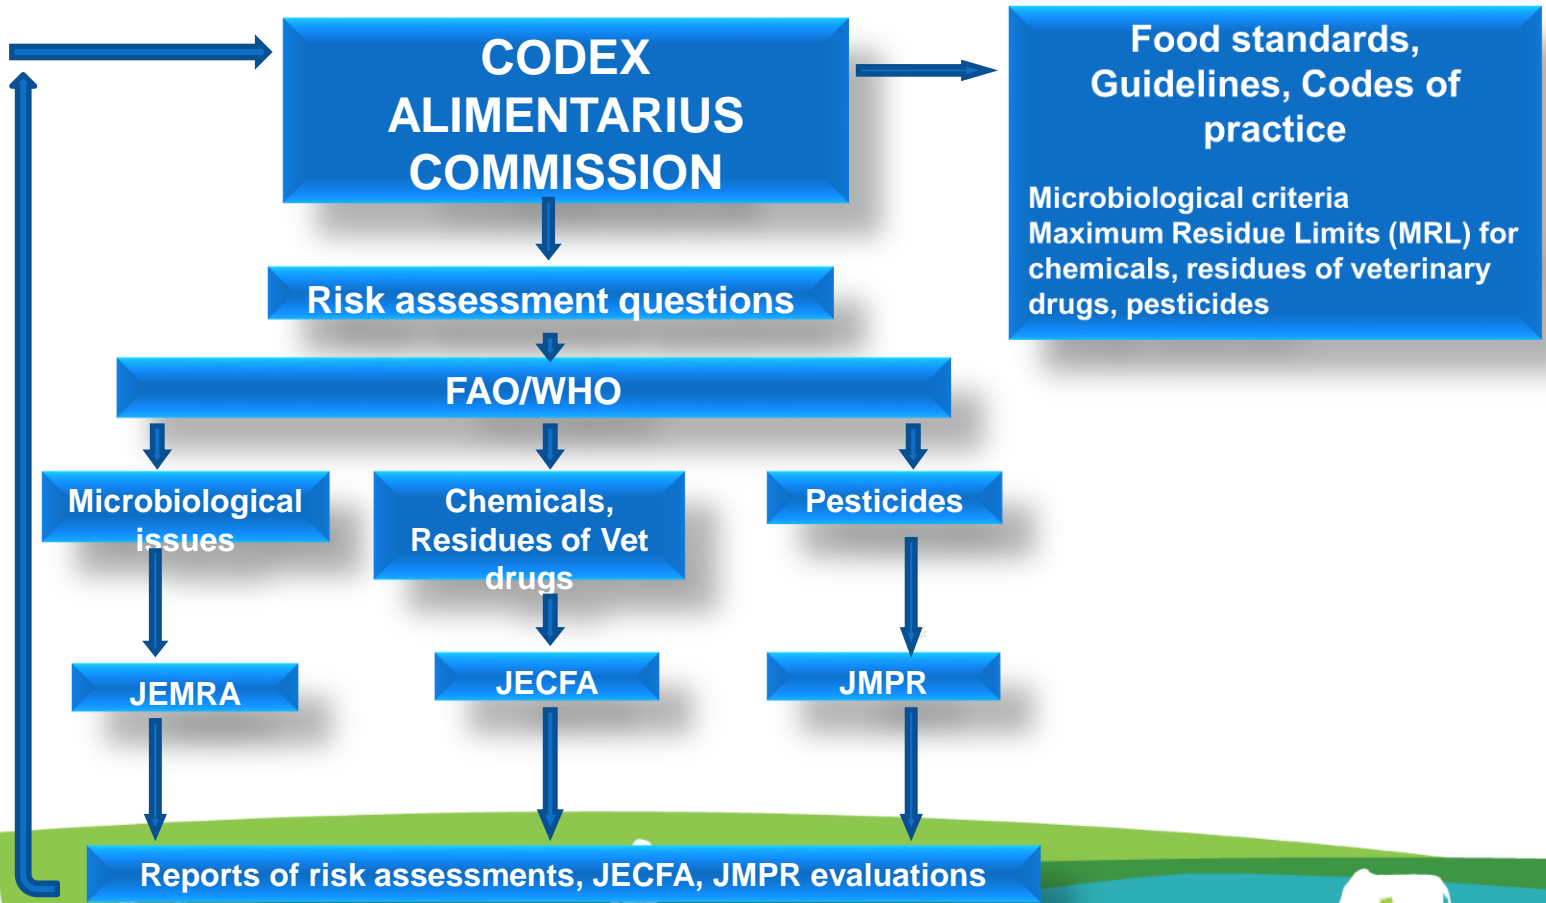 CODEX
ALIMENTARIUS
COMMISSION
Food standards,
Guidelines, Codes of
practice
Microbiological criteria
Maximum Residue Limits (MRL) for
chemicals, residues of veterinary
drugs, pesticides
Risk assessment questions
FAO/WHO
Microbiological
issues
Chemicals,
Residues of Vet
drugs
Pesticides
JEMRA
JECFA
JMPR
Reports of risk assessments, JECFA, JMPR evaluations